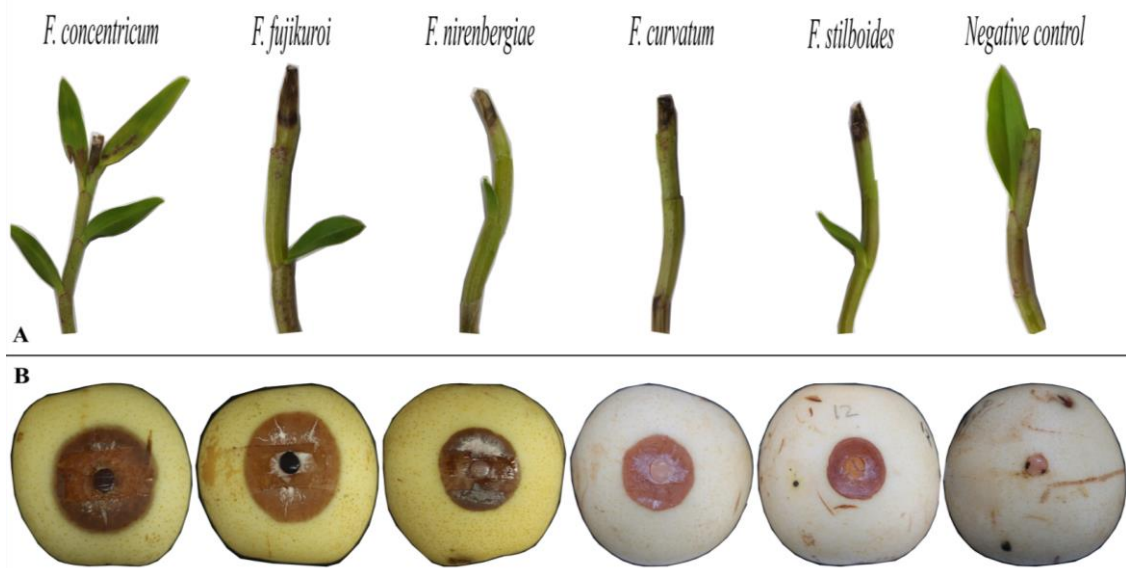 F. concentricum F. fujikuroi F. nirenbergiae F. curvatum F. stilboides Negative control
A
B
12